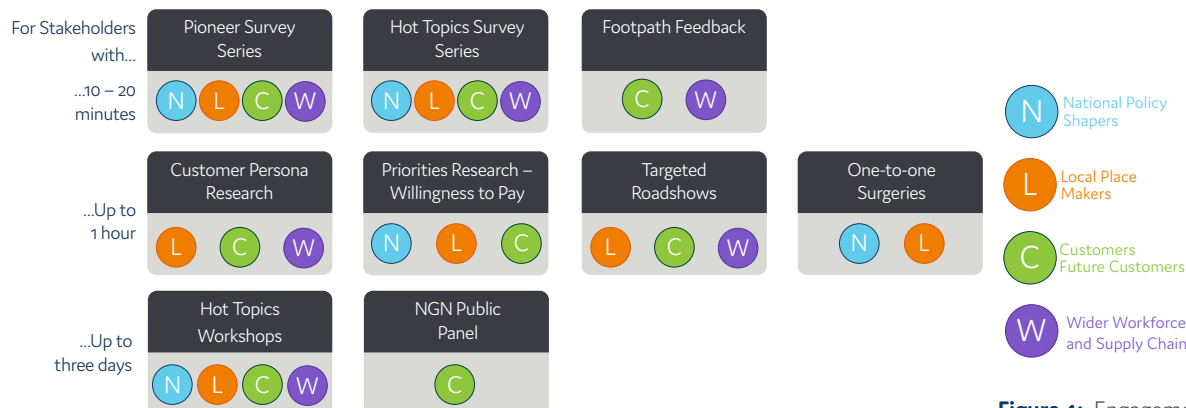 For Stakeholders
with...
...10 – 20
minutes
Pioneer Survey
Series
N L C W
Hot Topics Survey
Series
N L C W
Footpath Feedback
C W
...Up to
1 hour
Customer Persona
Research
L C W
Priorities Research –
Willingness to Pay
N L C
Targeted
Roadshows
L C W
One-to-one
Surgeries
N L
...Up to
three days
Hot Topics
Workshops
N L C W
NGN Public
Panel
C
N National Policy
Shapers
L Local Place
Makers
C Customers
Future Customers
W Wider Workforce
and Supply Chain